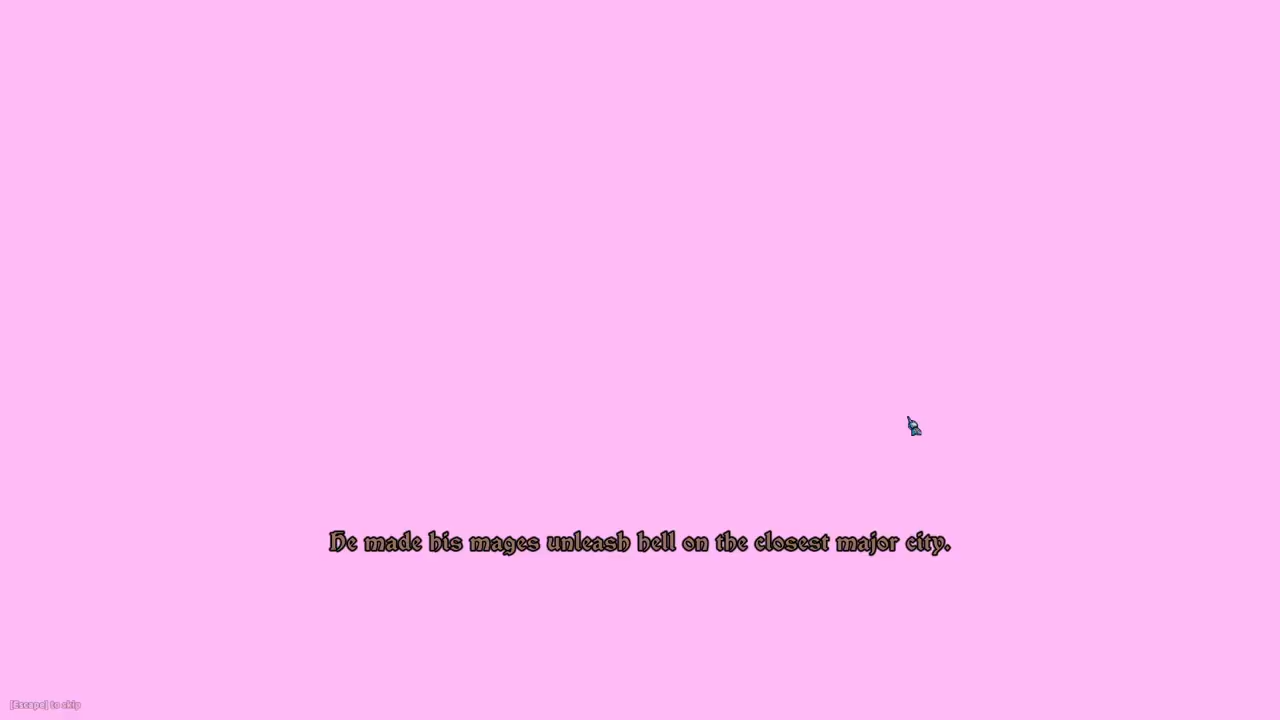 He made his mages unleash hell on the closest major city.
[Escape] to skip